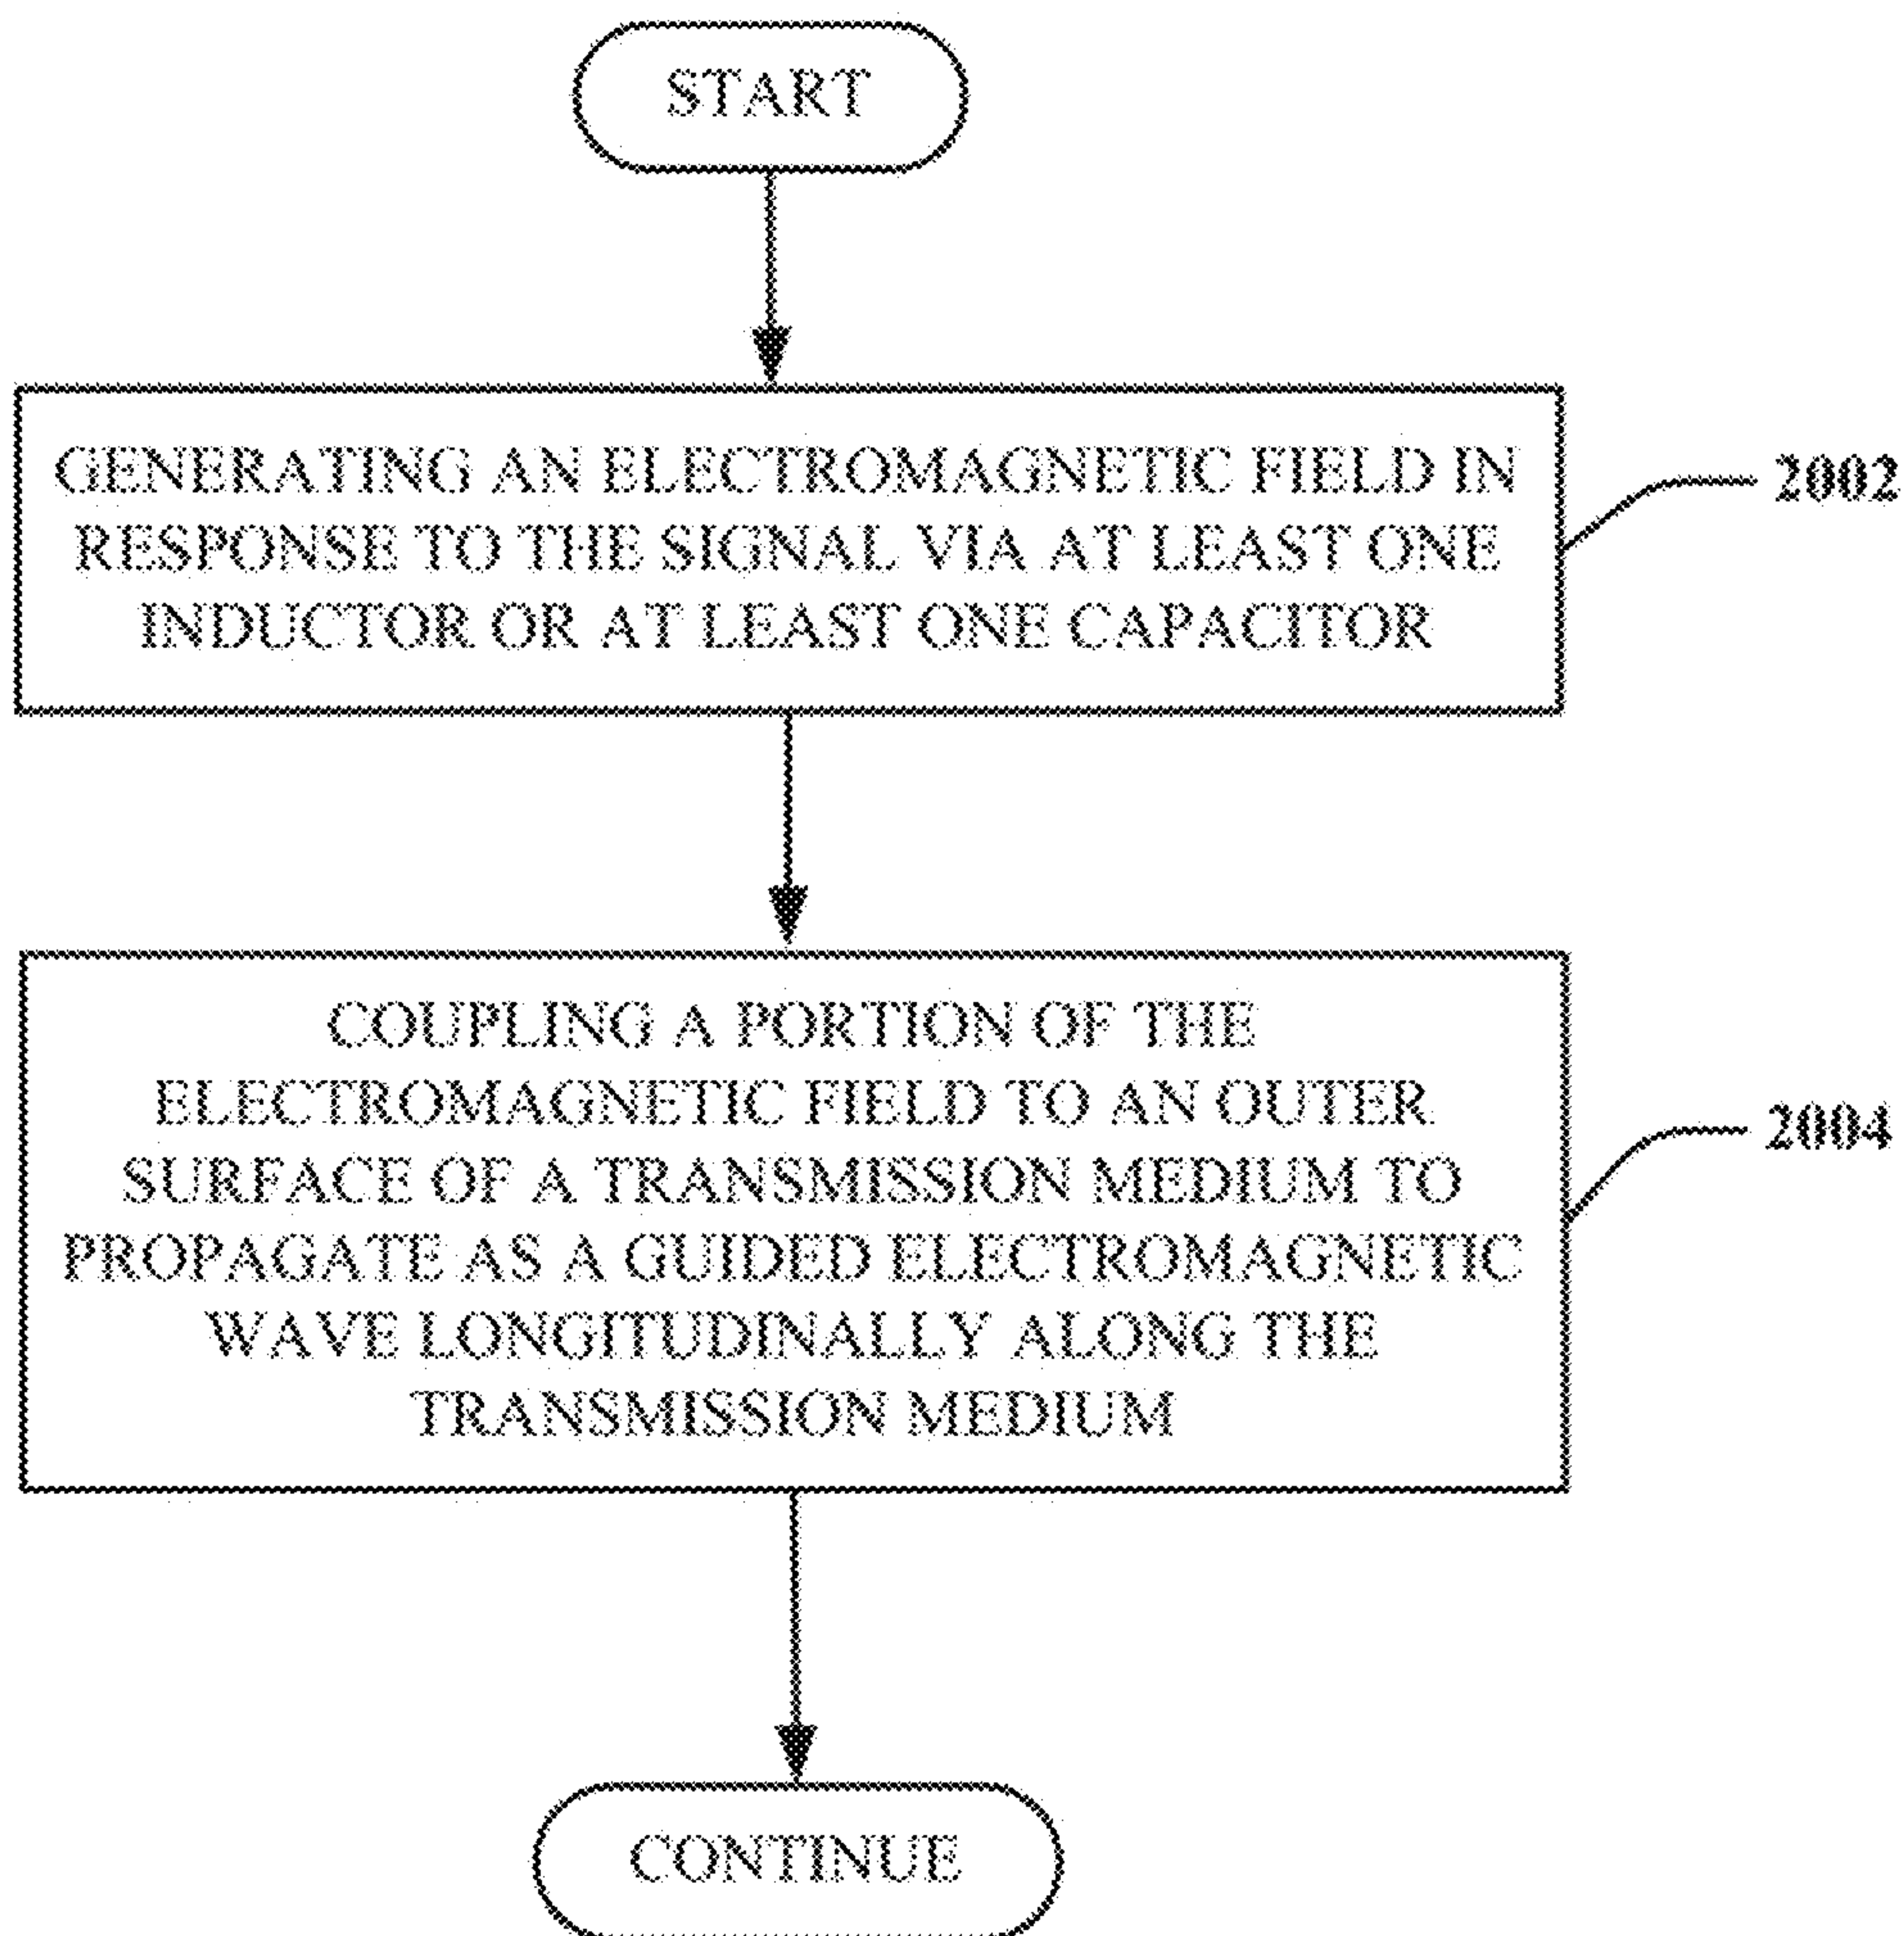 START
GENERATING AN ELECTROMAGNETIC FIELD IN
RESPONSE TO THE SIGNAL VIA AT LEAST ONE
INDUCTOR OR AT LEAST ONE CAPACITOR
2002
COUPLING A PORTION OF THE
ELECTROMAGNETIC FIELD TO AN OUTER
SURFACE OF A TRANSMISSION MEDIUM TO
PROPAGATE AS A GUIDED ELECTROMAGNETIC
WAVE LONGITUDINALLY ALONG THE
TRANSMISSION MEDIUM
2004
CONTINUE